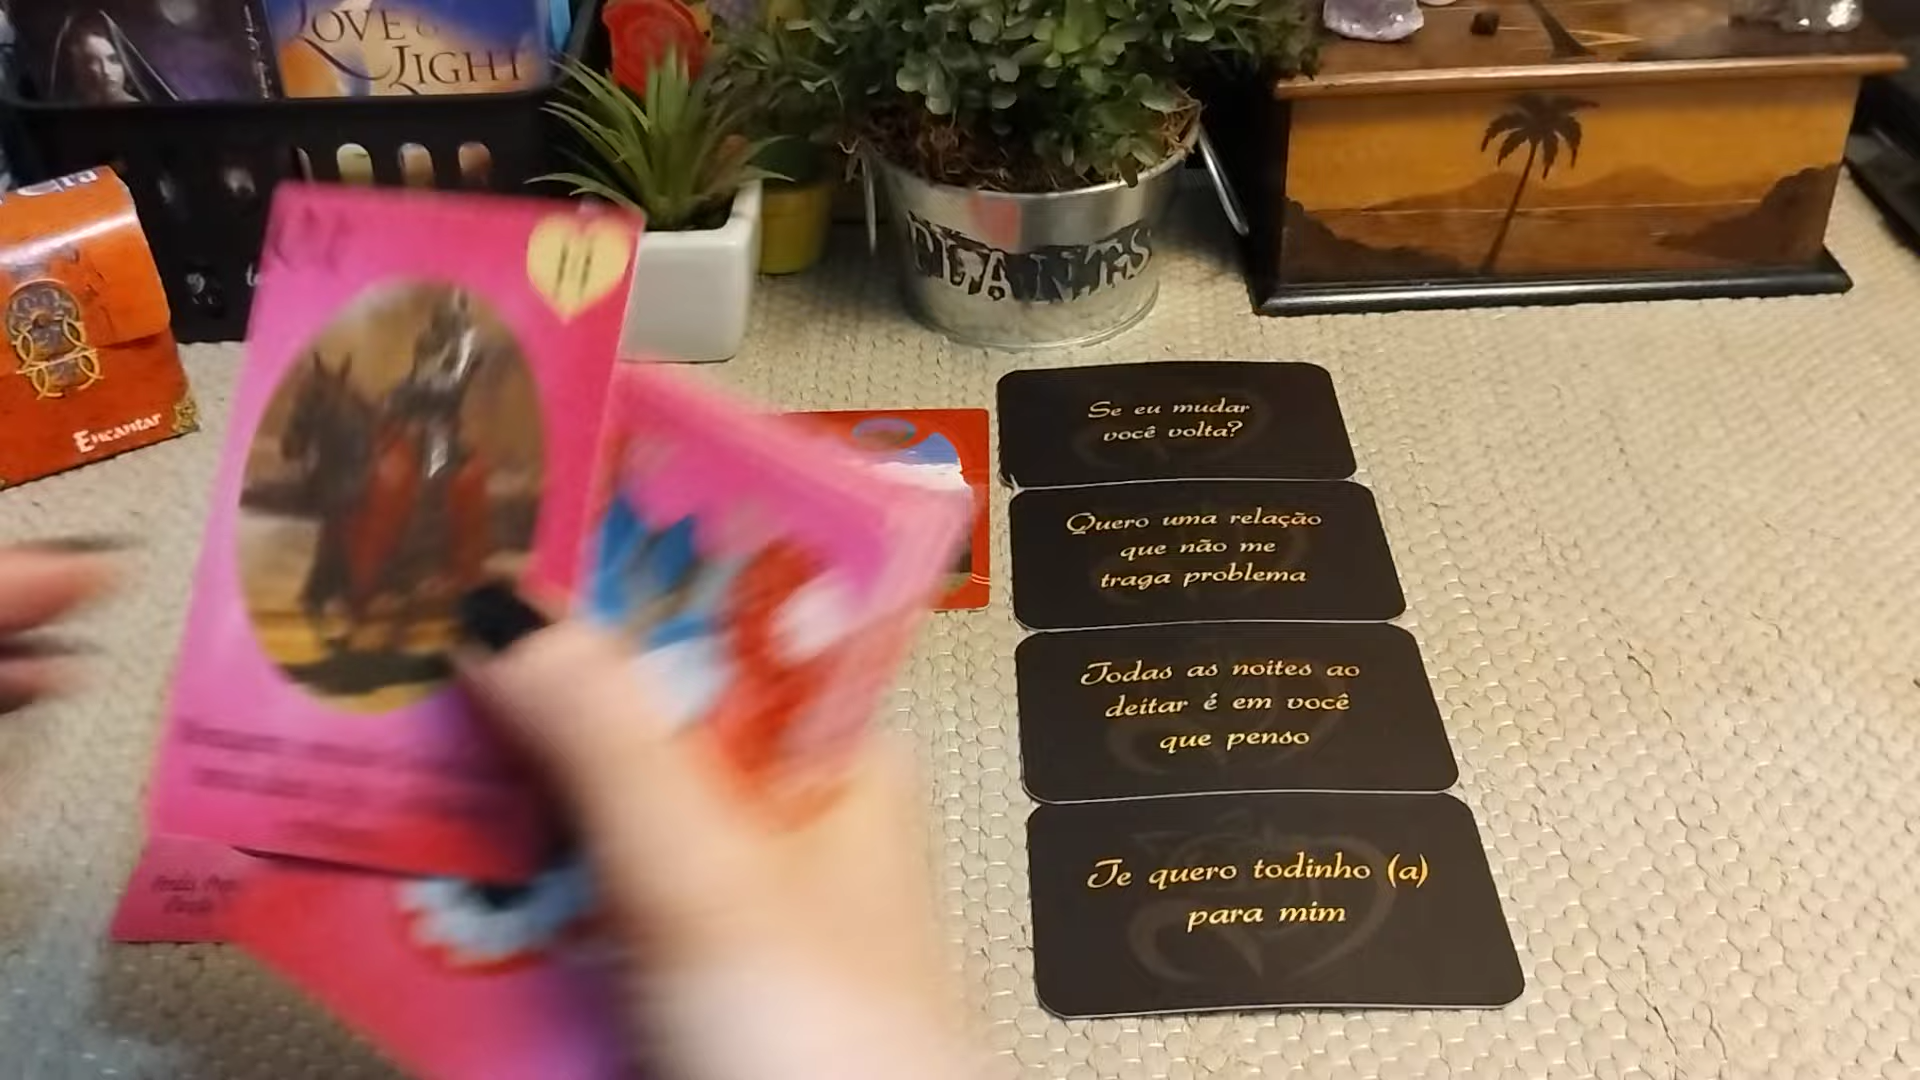 LOVE &
LIGHT
Encantar
PLANTES
Se eu mudar
você volta?
Quero uma relação
que não me
traga problema
Todas as noites ao
deitar é em você
que penso
Te quero todinho (a)
para mim